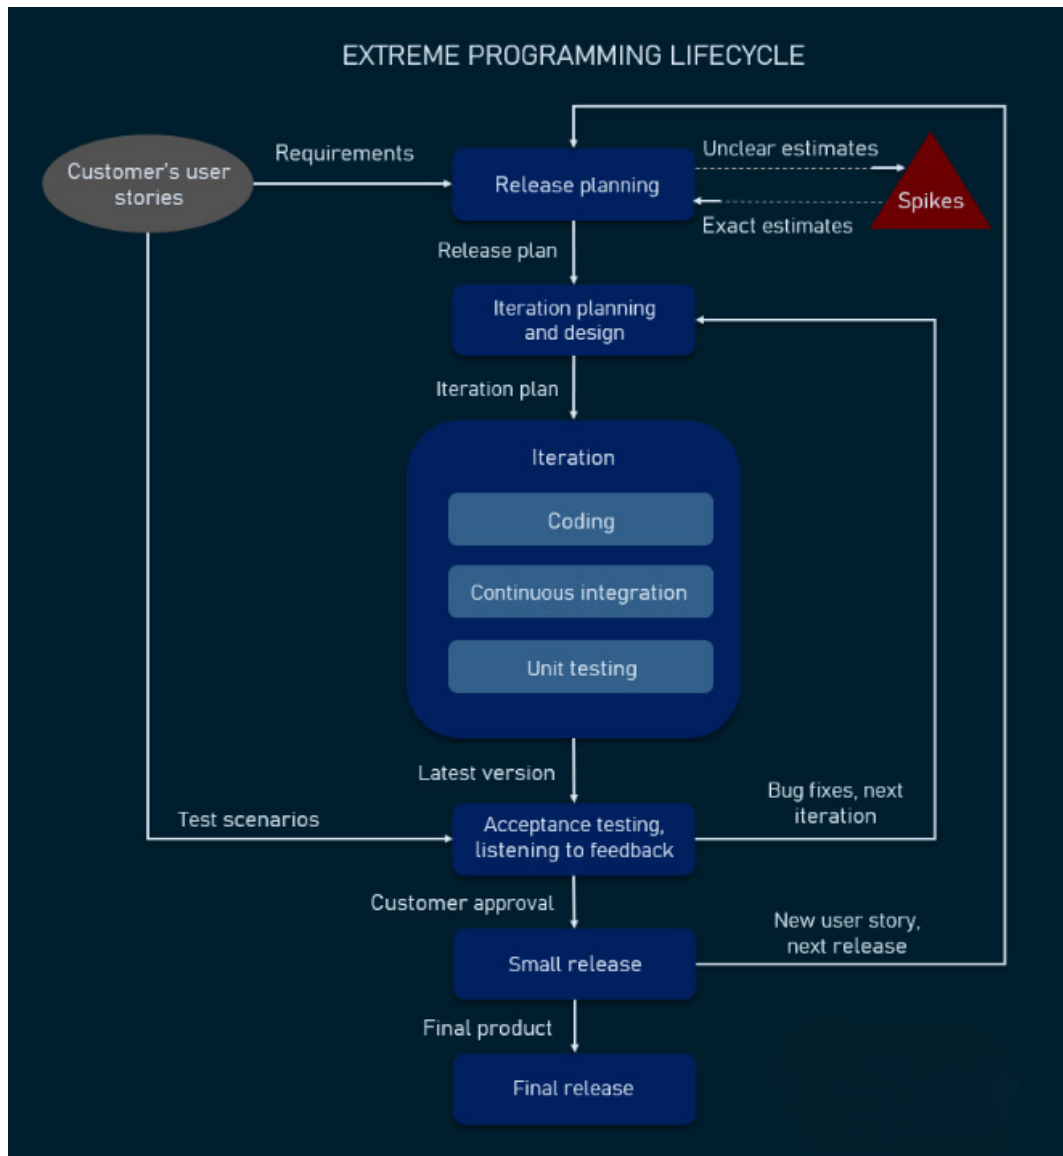 EXTREME PROGRAMMING LIFECYCLE
Customer's user
stories
Requirements
Release planning
Unclear estimates
Spikes
Exact estimates
Release plan
Iteration planning
and design
Iteration plan
Iteration
Coding
Continuous integration
Unit testing
Latest version
Bug fixes, next
iteration
Test scenarios
Acceptance testing,
listening to feedback
Customer approval
New user story,
next release
Small release
Final product
Final release